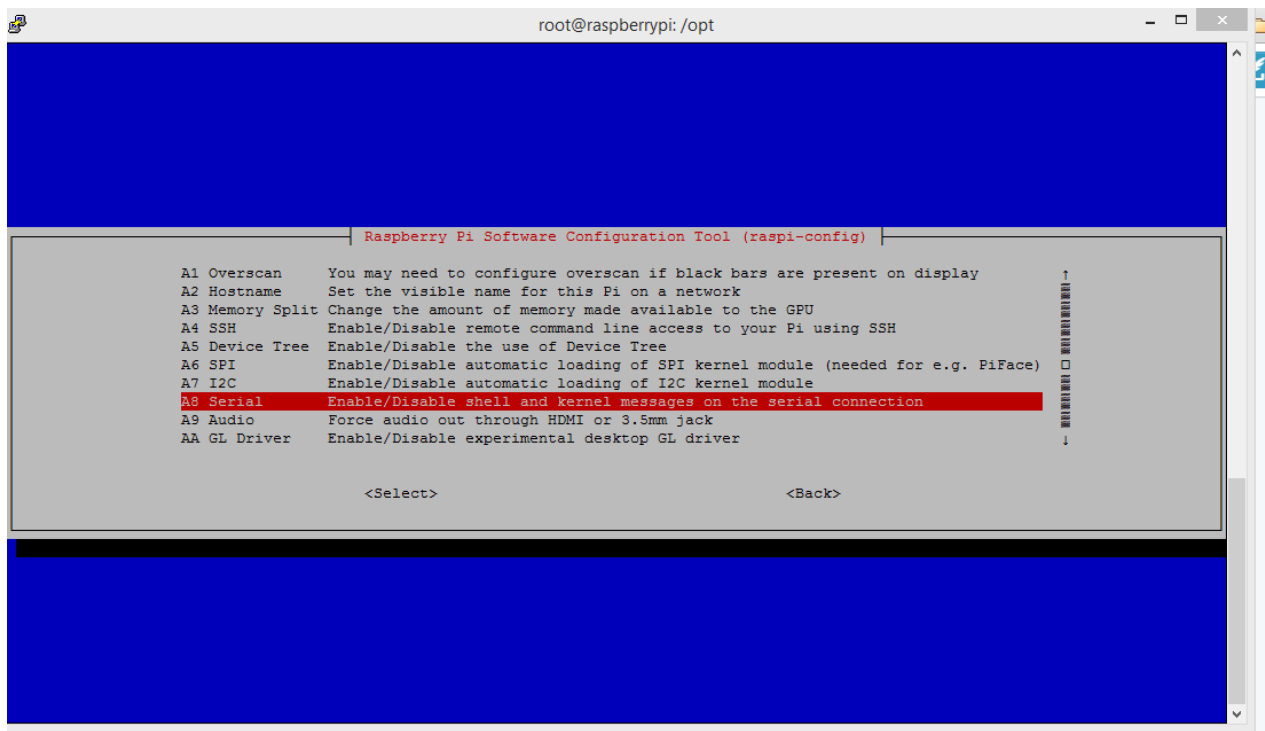 root@raspberrypi: /opt
Raspberry Pi Software Configuration Tool (raspi-config)
A1 Overscan You may need to configure overscan if black bars are present on display
A2 Hostname Set the visible name for this Pi on a network
A3 Memory Split Change the amount of memory made available to the GPU
A4 SSH Enable/Disable remote command line access to your Pi using SSH
A5 Device Tree Enable/Disable the use of Device Tree
A6 SPI Enable/Disable automatic loading of SPI kernel module (needed for e.g. PiFace)
A7 I2C Enable/Disable automatic loading of I2C kernel module
A8 Serial Enable/Disable shell and kernel messages on the serial connection
A9 Audio Force audio out through HDMI or 3.5mm jack
AA GL Driver Enable/Disable experimental desktop GL driver
<Select> <Back>